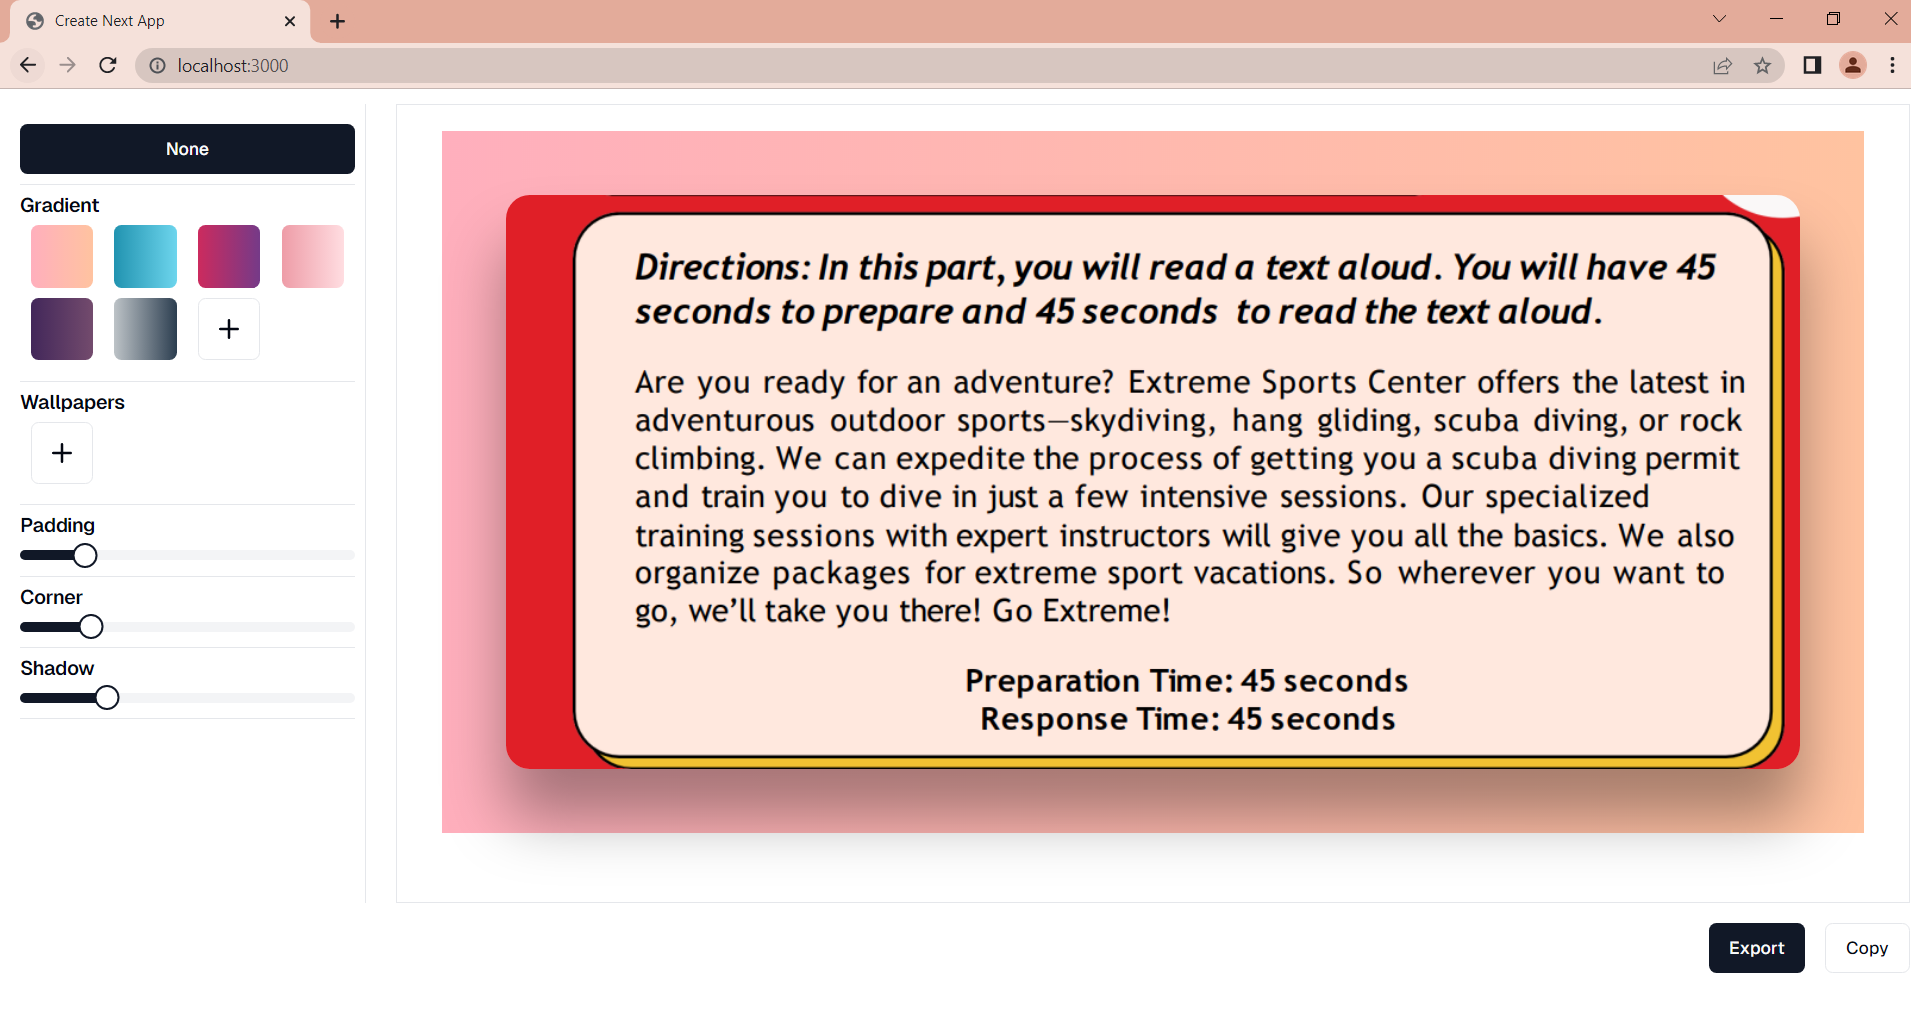 Create Next App
localhost:3000
None
Gradient
Wallpapers
Padding
Corner
Shadow
Directions: In this part, you will read a text aloud. You will have 45
seconds to prepare and 45 seconds to read the text aloud.
Are you ready for an adventure? Extreme Sports Center offers the latest in
adventurous outdoor sports—skydiving, hang gliding, scuba diving, or rock
climbing. We can expedite the process of getting you a scuba diving permit
and train you to dive in just a few intensive sessions. Our specialized
training sessions with expert instructors will give you all the basics. We also
organize packages for extreme sport vacations. So wherever you want to
go, we’ll take you there! Go Extreme!
Preparation Time: 45 seconds
Response Time: 45 seconds
Export
Copy